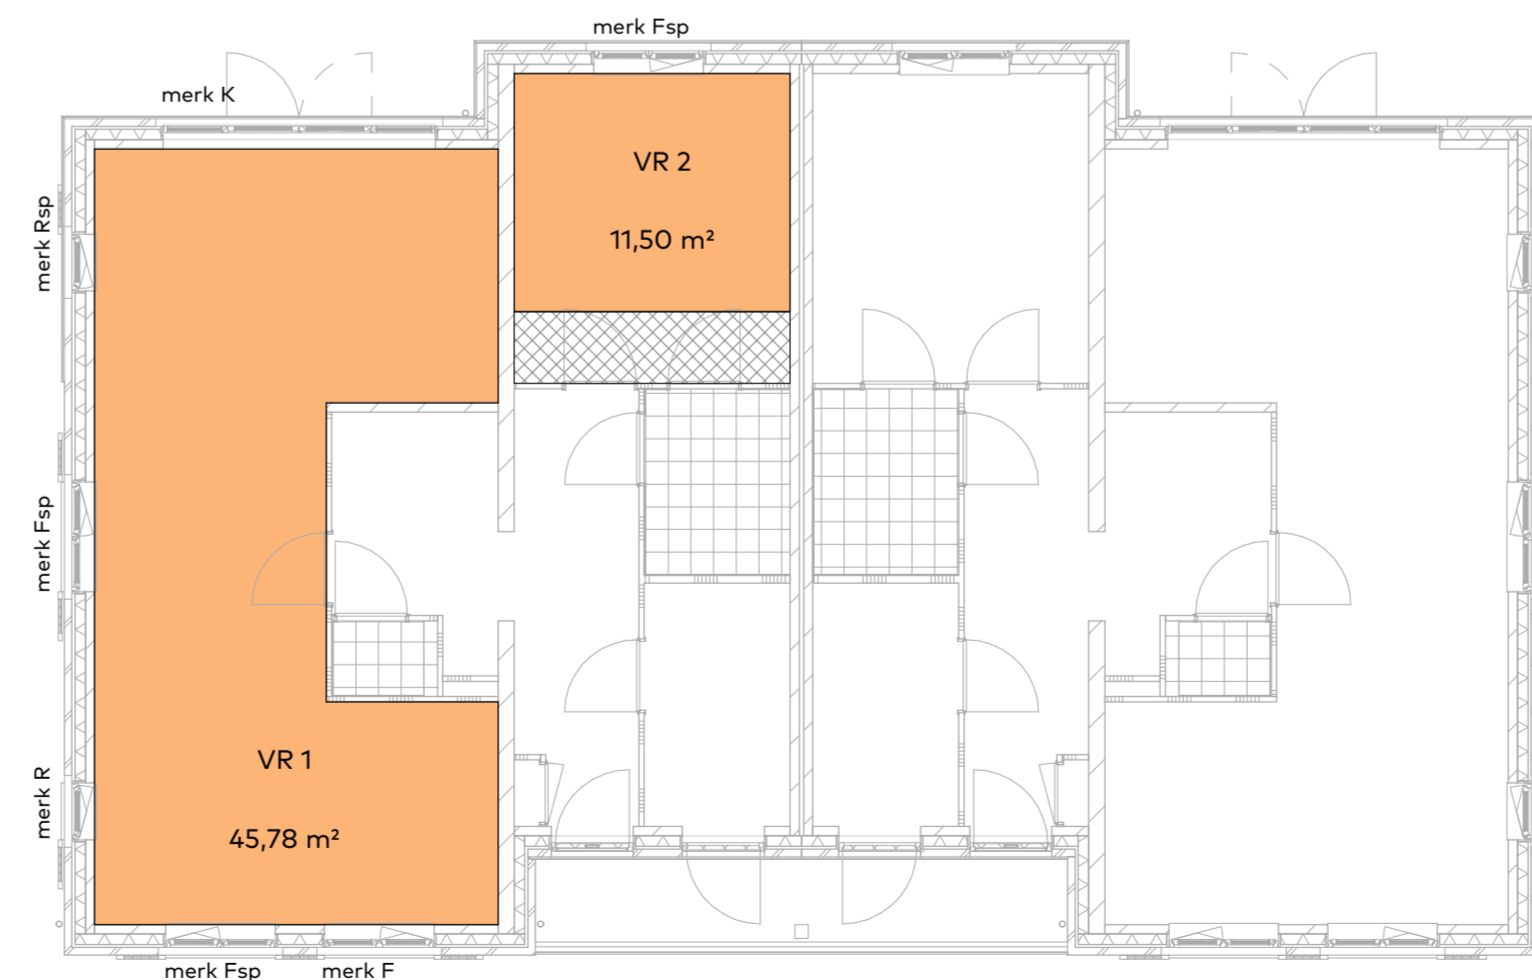 merk Fsp
merk K
VR 2
11,50 m²
merk Rsp
merk Fsp
VR 1
45,78 m²
merk R
merk Fsp
merk F